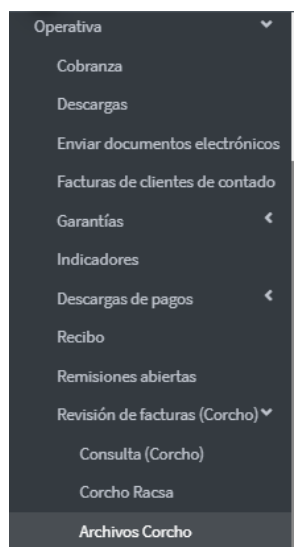 Operativa
Cobranza
Descargas
Enviar documentos electrónicos
Facturas de clientes de contado
Garantías
Indicadores
Descargas de pagos
Recibo
Remisiones abiertas
Revisión de facturas (Corcho)
Consulta (Corcho)
Corcho Racsa
Archivos Corcho